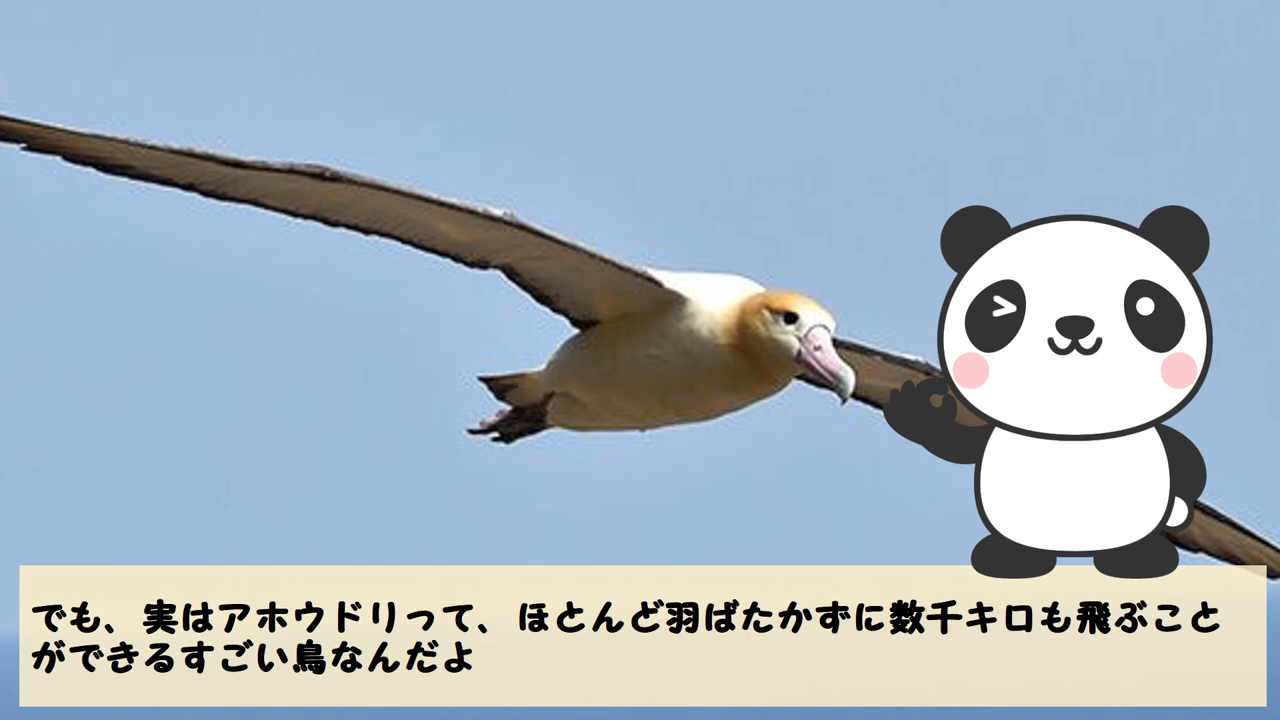 でも、実はアホウドリって、ほとんど羽ばたかずに数千キロも飛ぶこと
ができるすごい鳥なんだよ